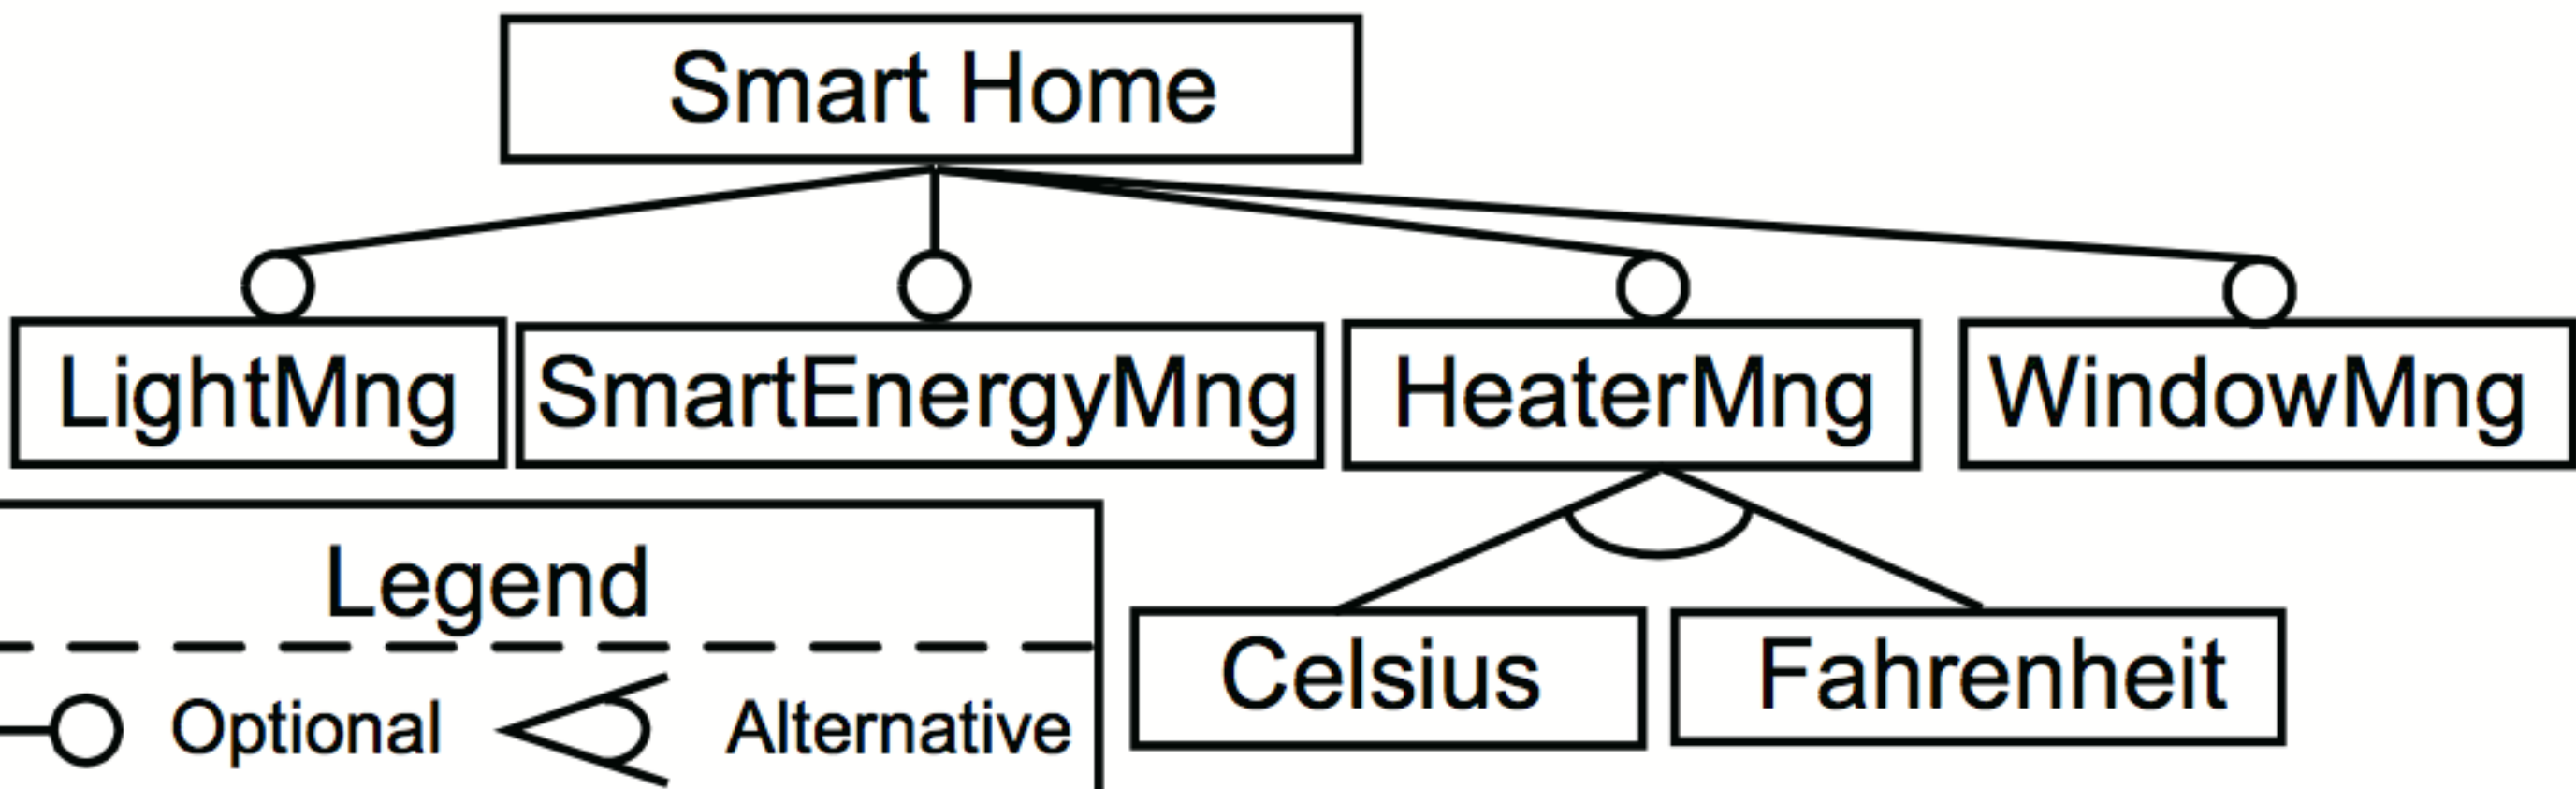 Smart Home
LightMng
SmartEnergyMng
HeaterMng
WindowMng
Celsius
Fahrenheit
Legend
Optional
Alternative